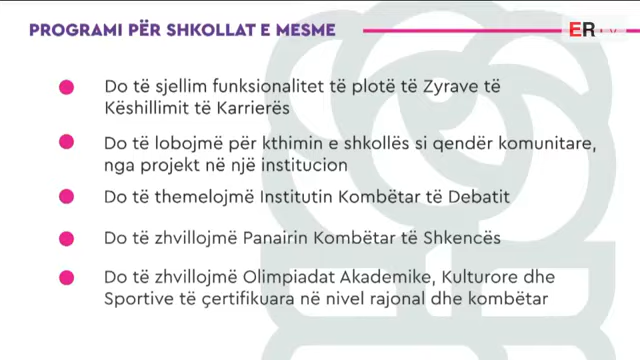 PROGRAMI PËR SHKOLLAT E MESME
ER
Do të sjellim funksionalitet të plotë të Zyrave të
Këshillimit të Karrierës
Do të lobojmë për kthimin e shkollës si qendër komunitare,
nga projekt në një institucion
Do të themelojmë Institutin Kombëtar të Debatit
Do të zhvillojmë Panairin Kombëtar të Shkencës
Do të zhvillojmë Olimpiadat Akademike, Kulturore dhe
Sportive të çertifikuara në nivel rajonal dhe kombëtar